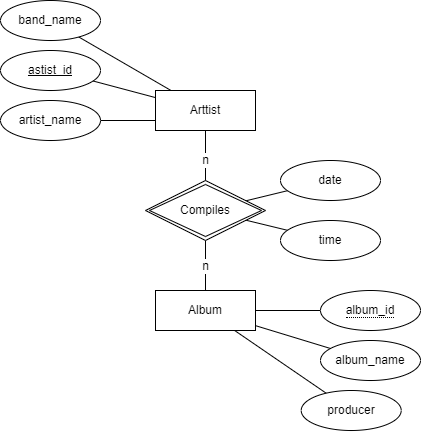 band_name
astist_id
artist_name
Arttist
n
Compiles
date
time
n
Album
album_id
album_name
producer